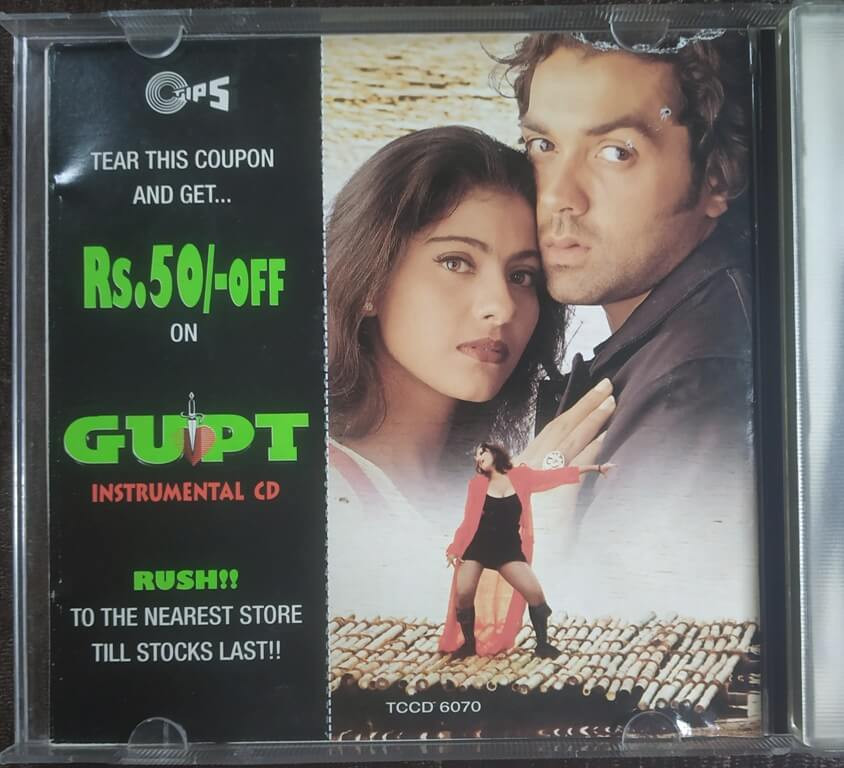 TIPS
TEAR THIS COUPON
AND GET...
Rs.50/-OFF
ON
GUPT
INSTRUMENTAL CD
RUSH!!
TO THE NEAREST STORE
TILL STOCKS LAST!!
TCCD 6070